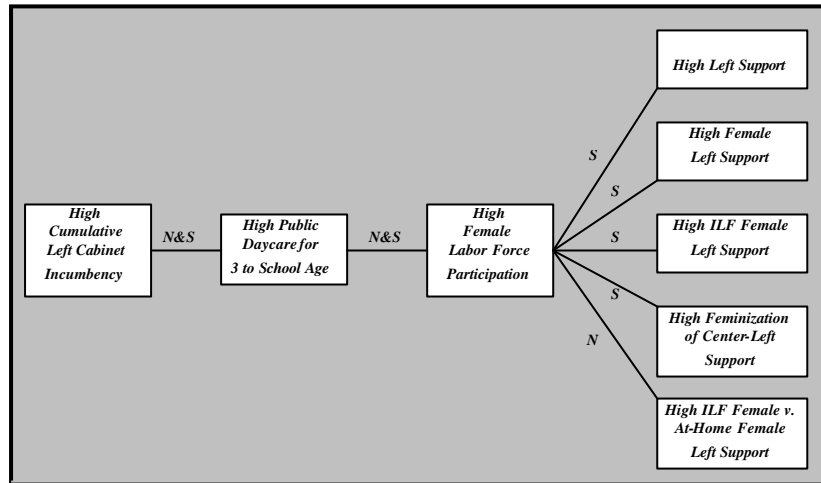 High
Cumulative
Left Cabinet
Incumbency
N&S
High Public
Daycare for
3 to School Age
N&S
High
Female
Labor Force
Participation
S
S
S
S
N
High Left Support
High Female
Left Support
High ILF Female
Left Support
High Feminization
of Center-Left
Support
High ILF Female v.
At-Home Female
Left Support